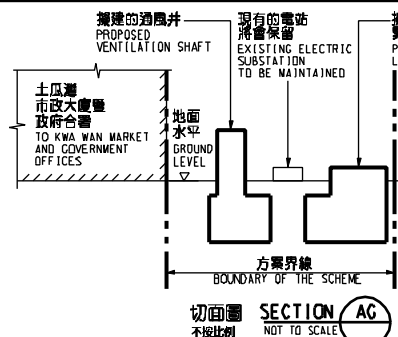 擬建的通風井
PROPOSED
VENTILATION SHAFT
現有的電站
將會保留
EXISTING ELECTRIC
SUBSTATION
TO BE MAINTAINED
土瓜灣
市政大廈暨
政府合署
TO KWA WAN MARKET
AND GOVERNMENT
OFFICES
地面
水平
GROUND
LEVEL
方案界線
BOUNDARY OF THE SCHEME
切面圖 SECTION AG
不按比例 NOT TO SCALE